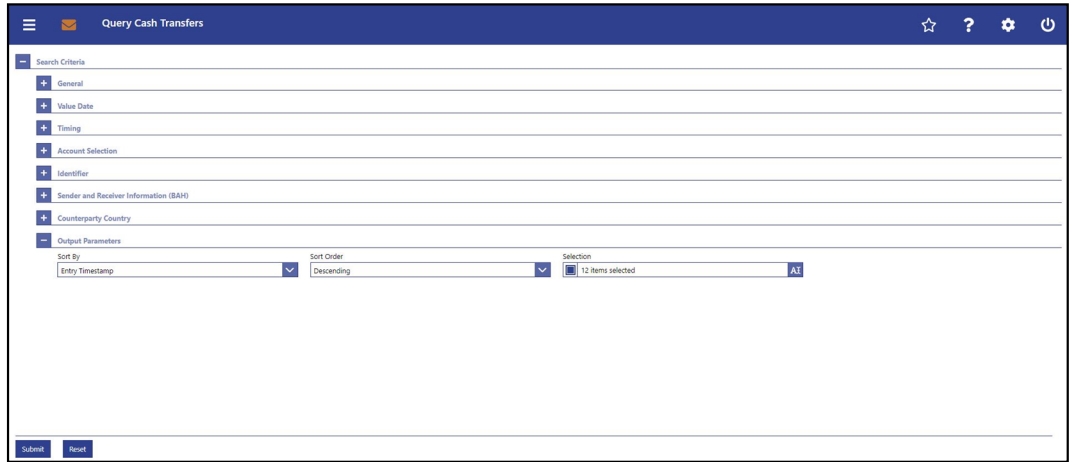 Query Cash Transfers
Search Criteria
General
Value Date
Timing
Account Selection
Identifier
Sender and Receiver Information (BAH)
Counterparty Country
Output Parameters
Sort By Sort Order Selection
Entry Timestamp Descending 12 items selected AI
Submit Reset